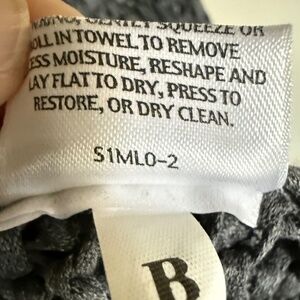 GENTLY SQUEEZE OR
ROLL IN TOWEL TO REMOVE
MOISTURE, RESHAPE AND
LAY FLAT TO DRY, PRESS TO
RESTORE, OR DRY CLEAN.
S1ML0-2
B